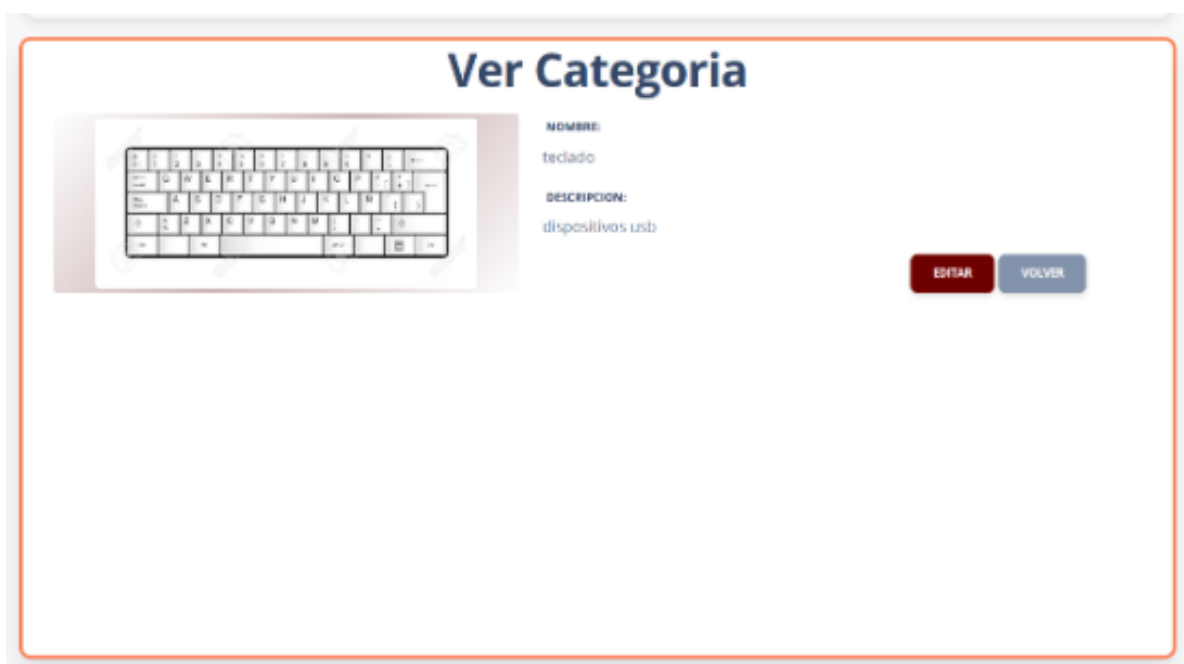 Ver Categoria
NOMBRE:
teclado
DESCRIPCION:
dispositivos usb
EDITAR VOLVER